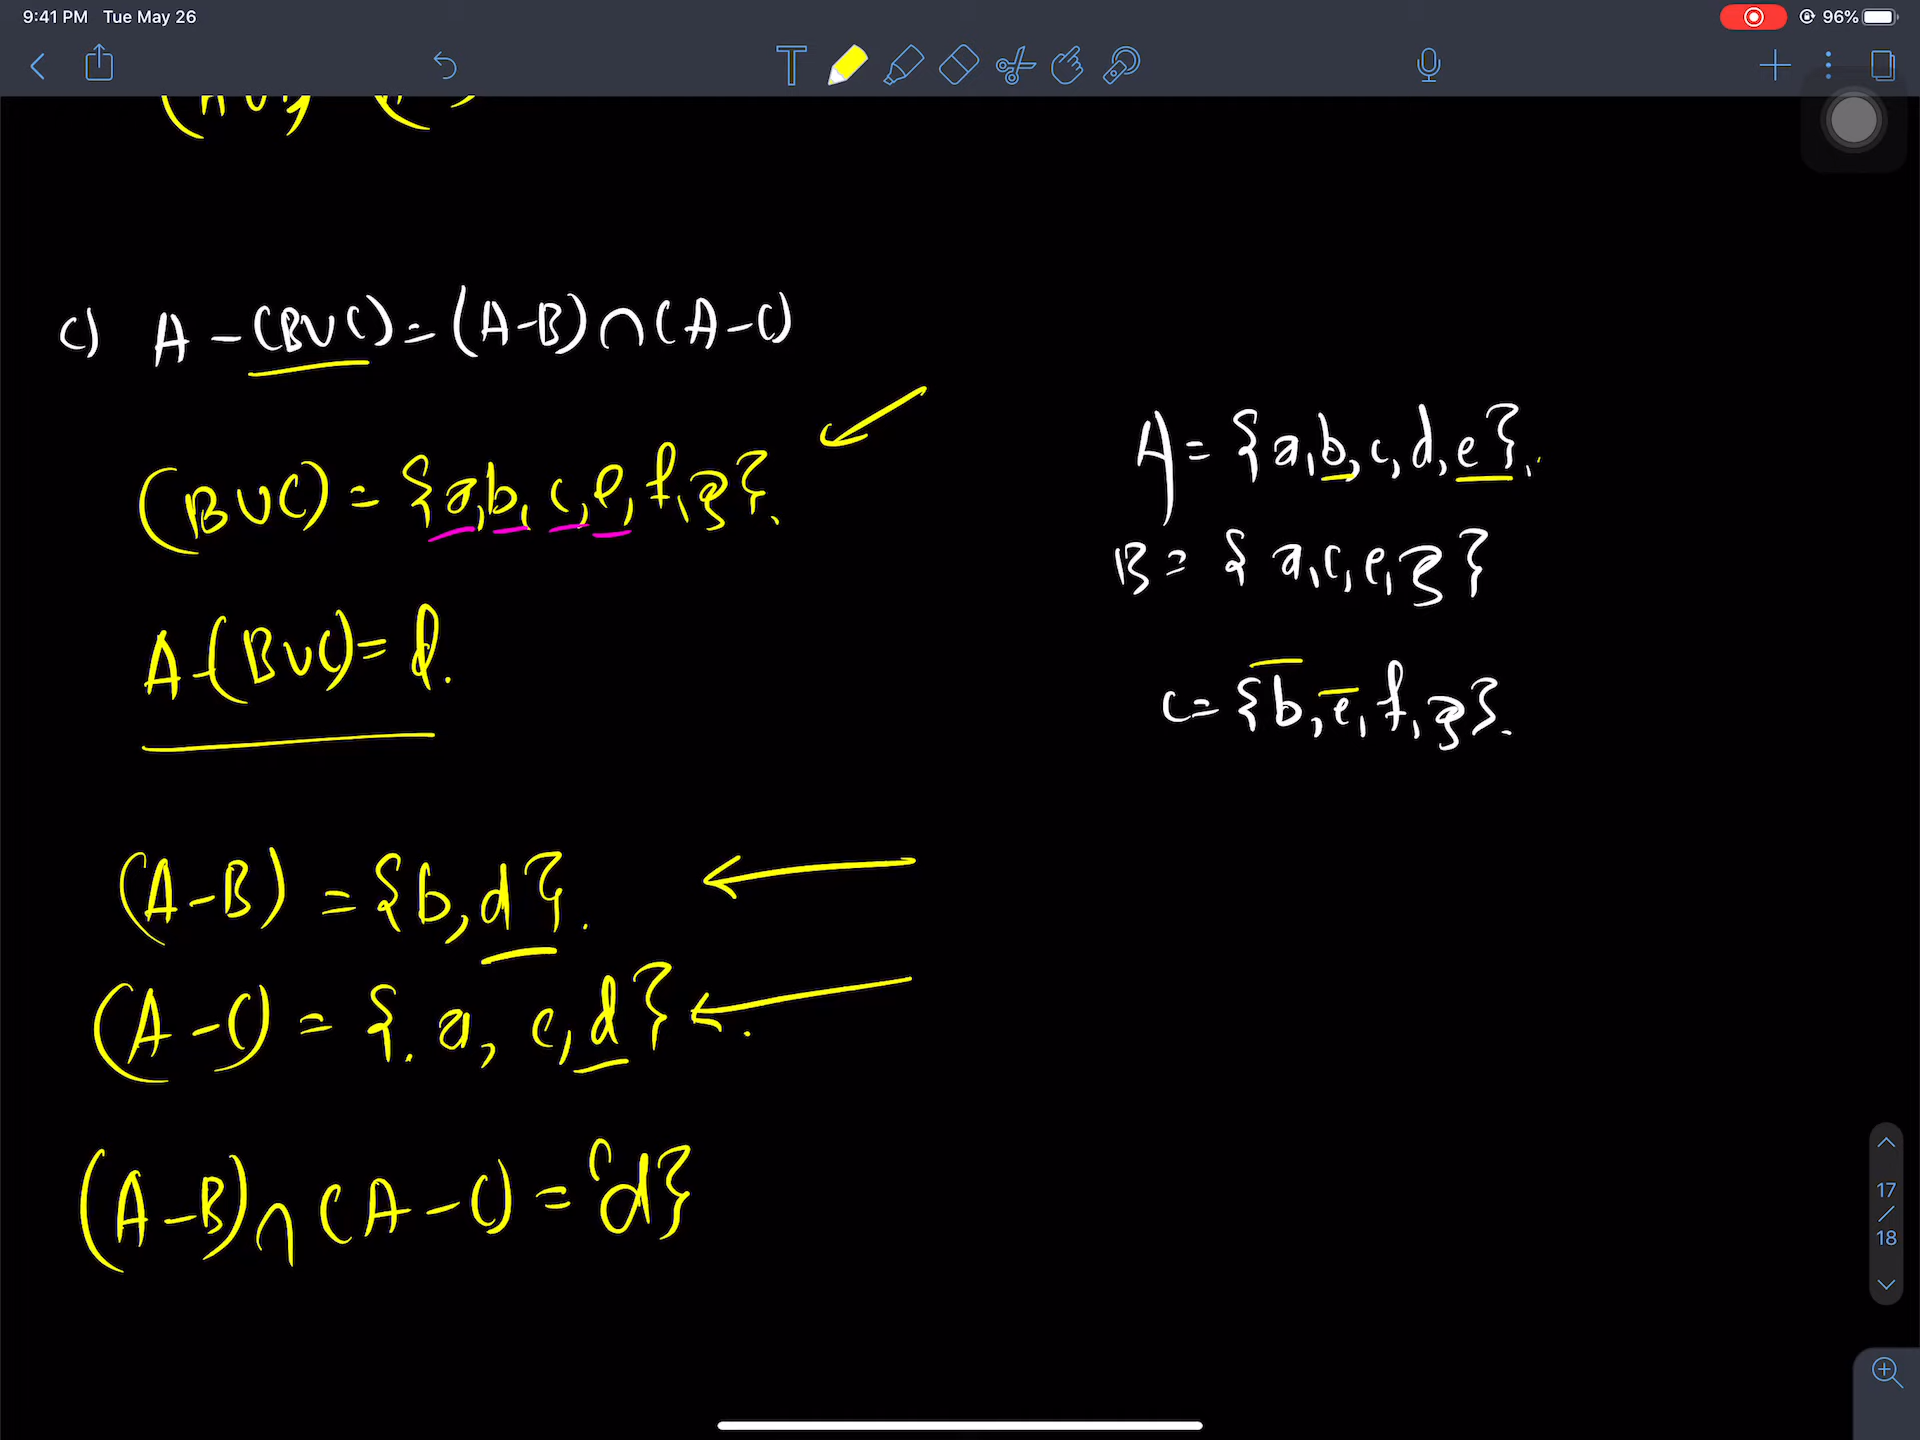 9:41 PM Tue May 26
96%
c) A - (B∪C) = (A-B)∩(A-C)
(B∪C) = {a,b,c,e,f,g}.
A-(B∪C) = d.
(A-B) = {b,d}.
(A-C) = {. a, c,d}.
(A-B)∩(A-C) = {d}
A = {a,b,c,d,e}.
B = { a,c,e,g }
C = {b,e,f,g}.
17
/
18